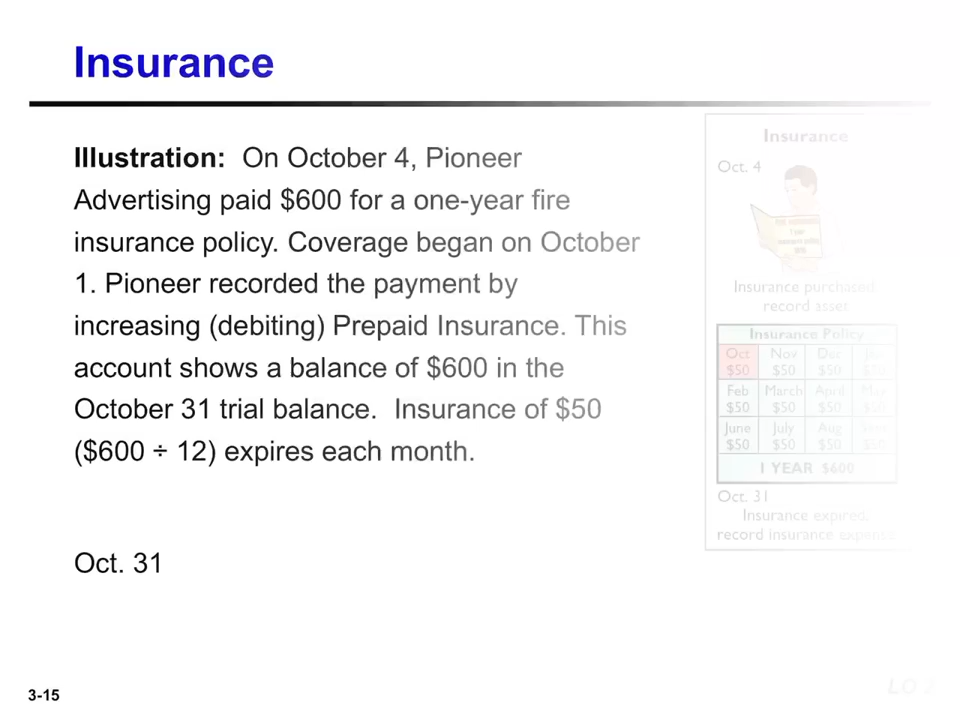 Insurance
Illustration: On October 4, Pioneer
Advertising paid $600 for a one-year fire
insurance policy. Coverage began on October
1. Pioneer recorded the payment by
increasing (debiting) Prepaid Insurance. This
account shows a balance of $600 in the
October 31 trial balance. Insurance of $50
($600 ÷ 12) expires each month.
Oct. 31
Insurance
Oct. 4
Insurance purchased
record asset
Insurance Policy
Oct Nov Dec
$50 $50 $50
Feb March April
$50 $50 $50
June July Aug
$50 $50 $50
1 YEAR $600
Oct. 31
Insurance expired;
record insurance expense
3-15
LO 2